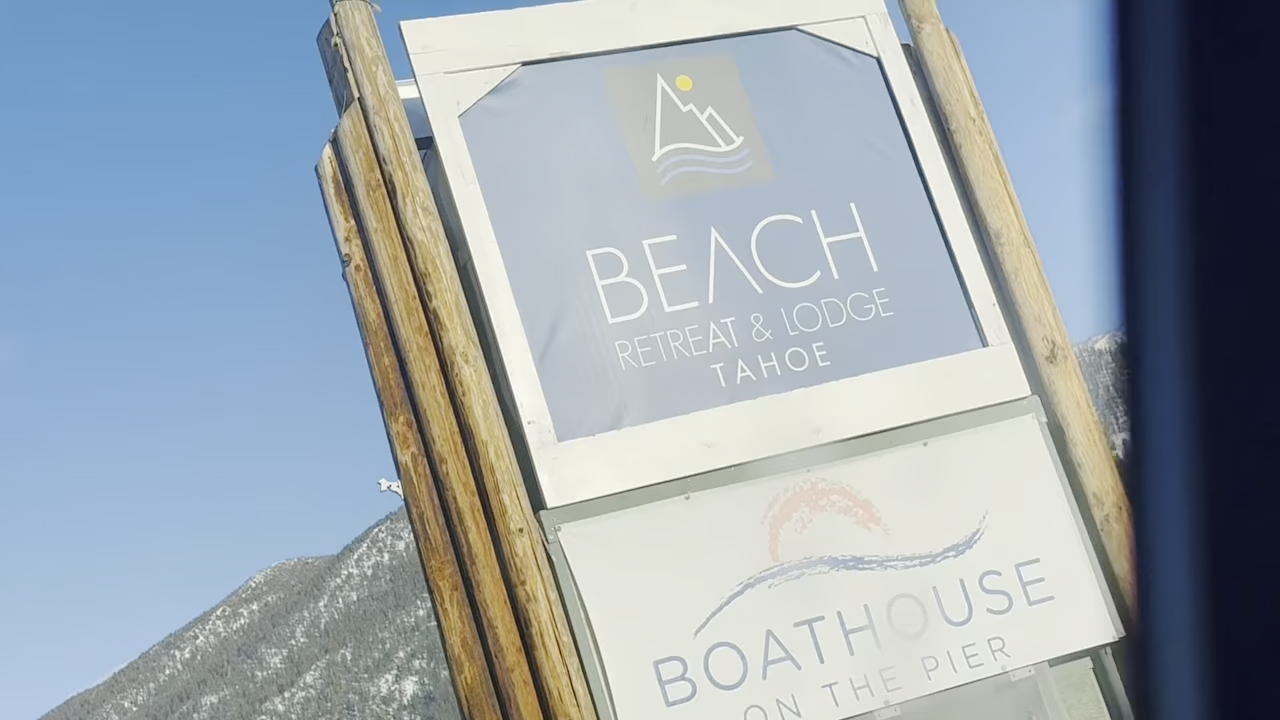 BEACH
RETREAT & LODGE
TAHOE
BOATHOUSE
ON THE PIER